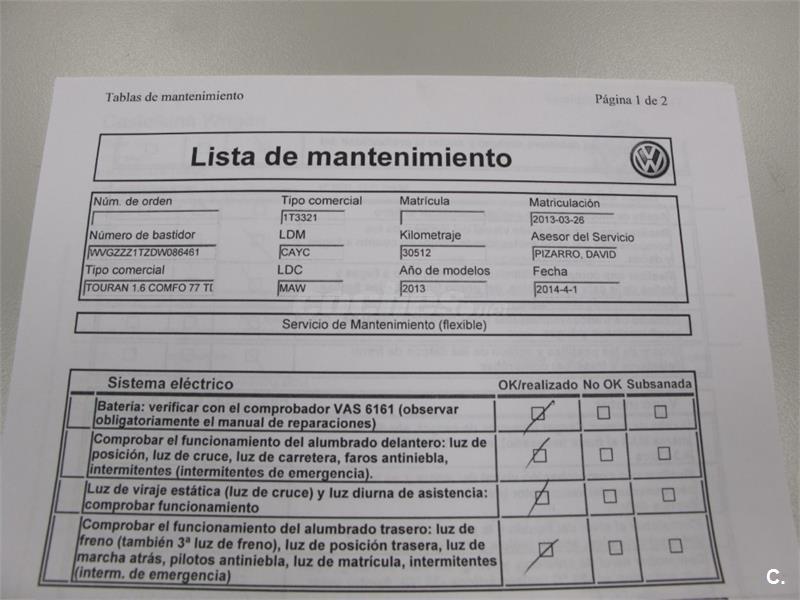 Tablas de mantenimiento Página 1 de 2
Lista de mantenimiento
Núm. de orden Tipo comercial Matrícula Matriculación
1T3321 2013-03-26
Número de bastidor LDM Kilometraje Asesor del Servicio
WVGZZZ1TZDW086461 CAYC 30512 PIZARRO, DAVID
Tipo comercial LDC Año de modelos Fecha
TOURAN 1.6 COMFO 77 TI MAW 2013 2014-4-1
Servicio de Mantenimiento (flexible)
Sistema eléctrico OK/realizado No OK Subsanada
Batería: verificar con el comprobador VAS 6161 (observar
obligatoriamente el manual de reparaciones)
Comprobar el funcionamiento del alumbrado delantero: luz de
posición, luz de cruce, luz de carretera, faros antiniebla,
intermitentes (intermitentes de emergencia).
Luz de viraje estática (luz de cruce) y luz diurna de asistencia:
comprobar funcionamiento
Comprobar el funcionamiento del alumbrado trasero: luz de
freno (también 3ª luz de freno), luz de posición trasera, luz de
marcha atrás, pilotos antiniebla, luz de matrícula, intermitentes
(interm. de emergencia)
C.